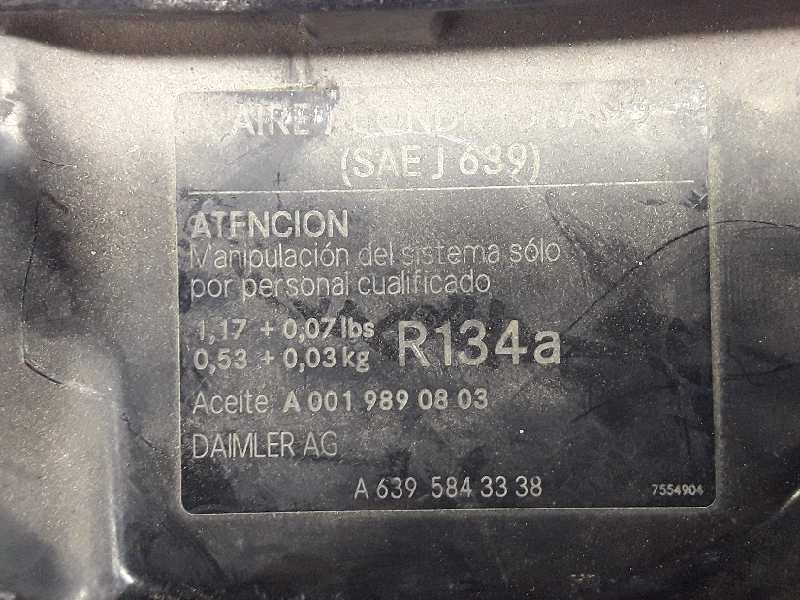 AIRE
(SAE J 639)
ATENCION
Manipulación del sistema sólo
por personal cualificado
1,17 + 0,07 lbs
0,53 + 0,03 kg
R134a
Aceite: A 001 989 08 03
DAIMLER AG
A 639 584 33 38
7554904